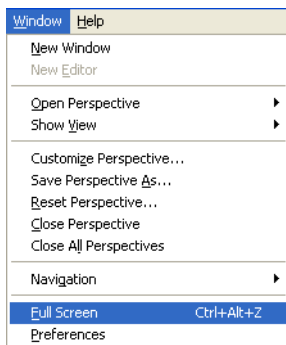 Window Help
New Window
New Editor
Open Perspective
Show View
Customize Perspective...
Save Perspective As...
Reset Perspective...
Close Perspective
Close All Perspectives
Navigation
Full Screen Ctrl+Alt+Z
Preferences